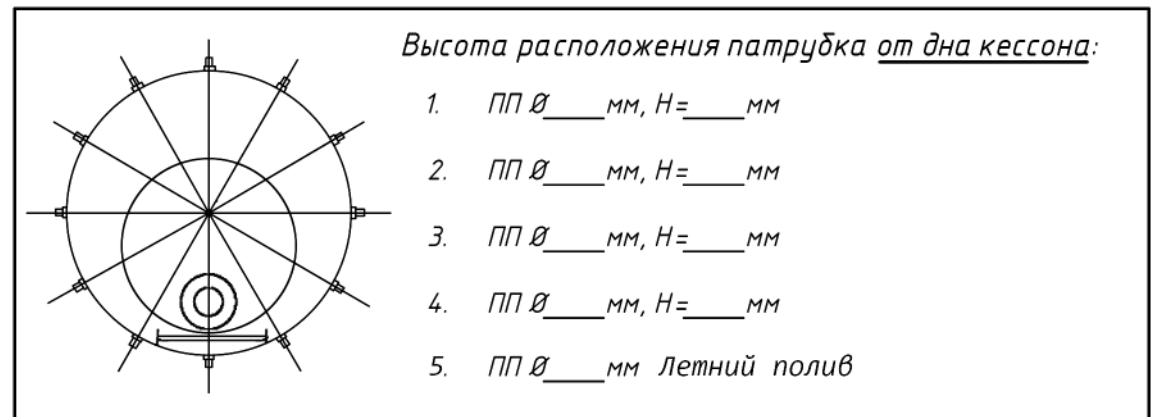 Высота расположения патрубка от дна кессона:
1. ПП Ø____мм, Н=____мм
2. ПП Ø____мм, Н=____мм
3. ПП Ø____мм, Н=____мм
4. ПП Ø____мм, Н=____мм
5. ПП Ø____мм Летний полив